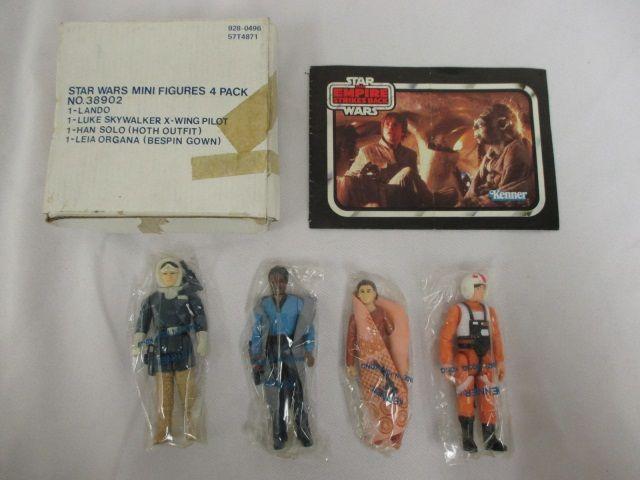 928-0496
57T4871
STAR WARS MINI FIGURES 4 PACK
NO.38902
1-LANDO
1-LUKE SKYWALKER X-WING PILOT
1-HAN SOLO (HOTH OUTFIT)
1-LEIA ORGANA (BESPIN GOWN)
STAR
THE EMPIRE
STRIKES BACK
WARS
Kenner